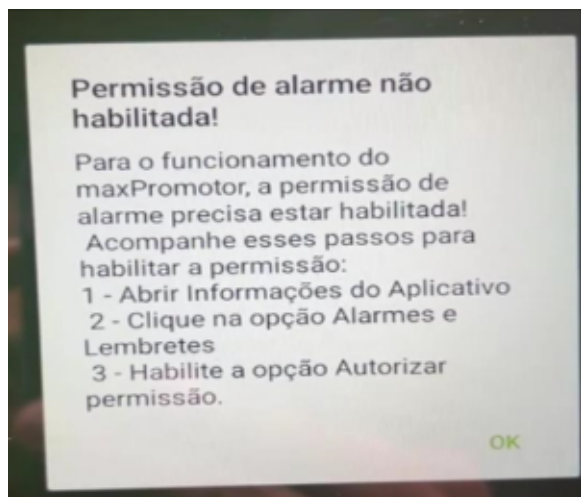 Permissão de alarme não
habilitada!
Para o funcionamento do
maxPromotor, a permissão de
alarme precisa estar habilitada!
Acompanhe esses passos para
habilitar a permissão:
1 - Abrir Informações do Aplicativo
2 - Clique na opção Alarmes e
Lembretes
3 - Habilite a opção Autorizar
permissão.
OK